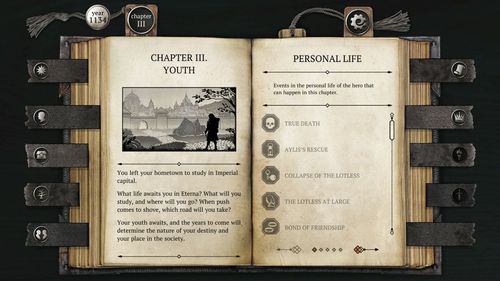 year
1134
chapter
III
CHAPTER III.
YOUTH
You left your hometown to study in Imperial
capital.
What life awaits you in Eterna? What will you
study, and where will you go? When push
comes to shove, which road will you take?
Your youth awaits, and the years to come will
determine the nature of your destiny and
your place in the society.
PERSONAL LIFE
Events in the personal life of the hero that
can happen in this chapter.
TRUE DEATH
AYLIS'S RESCUE
COLLAPSE OF THE LOTLESS
THE LOTLESS AT LARGE
BOND OF FRIENDSHIP